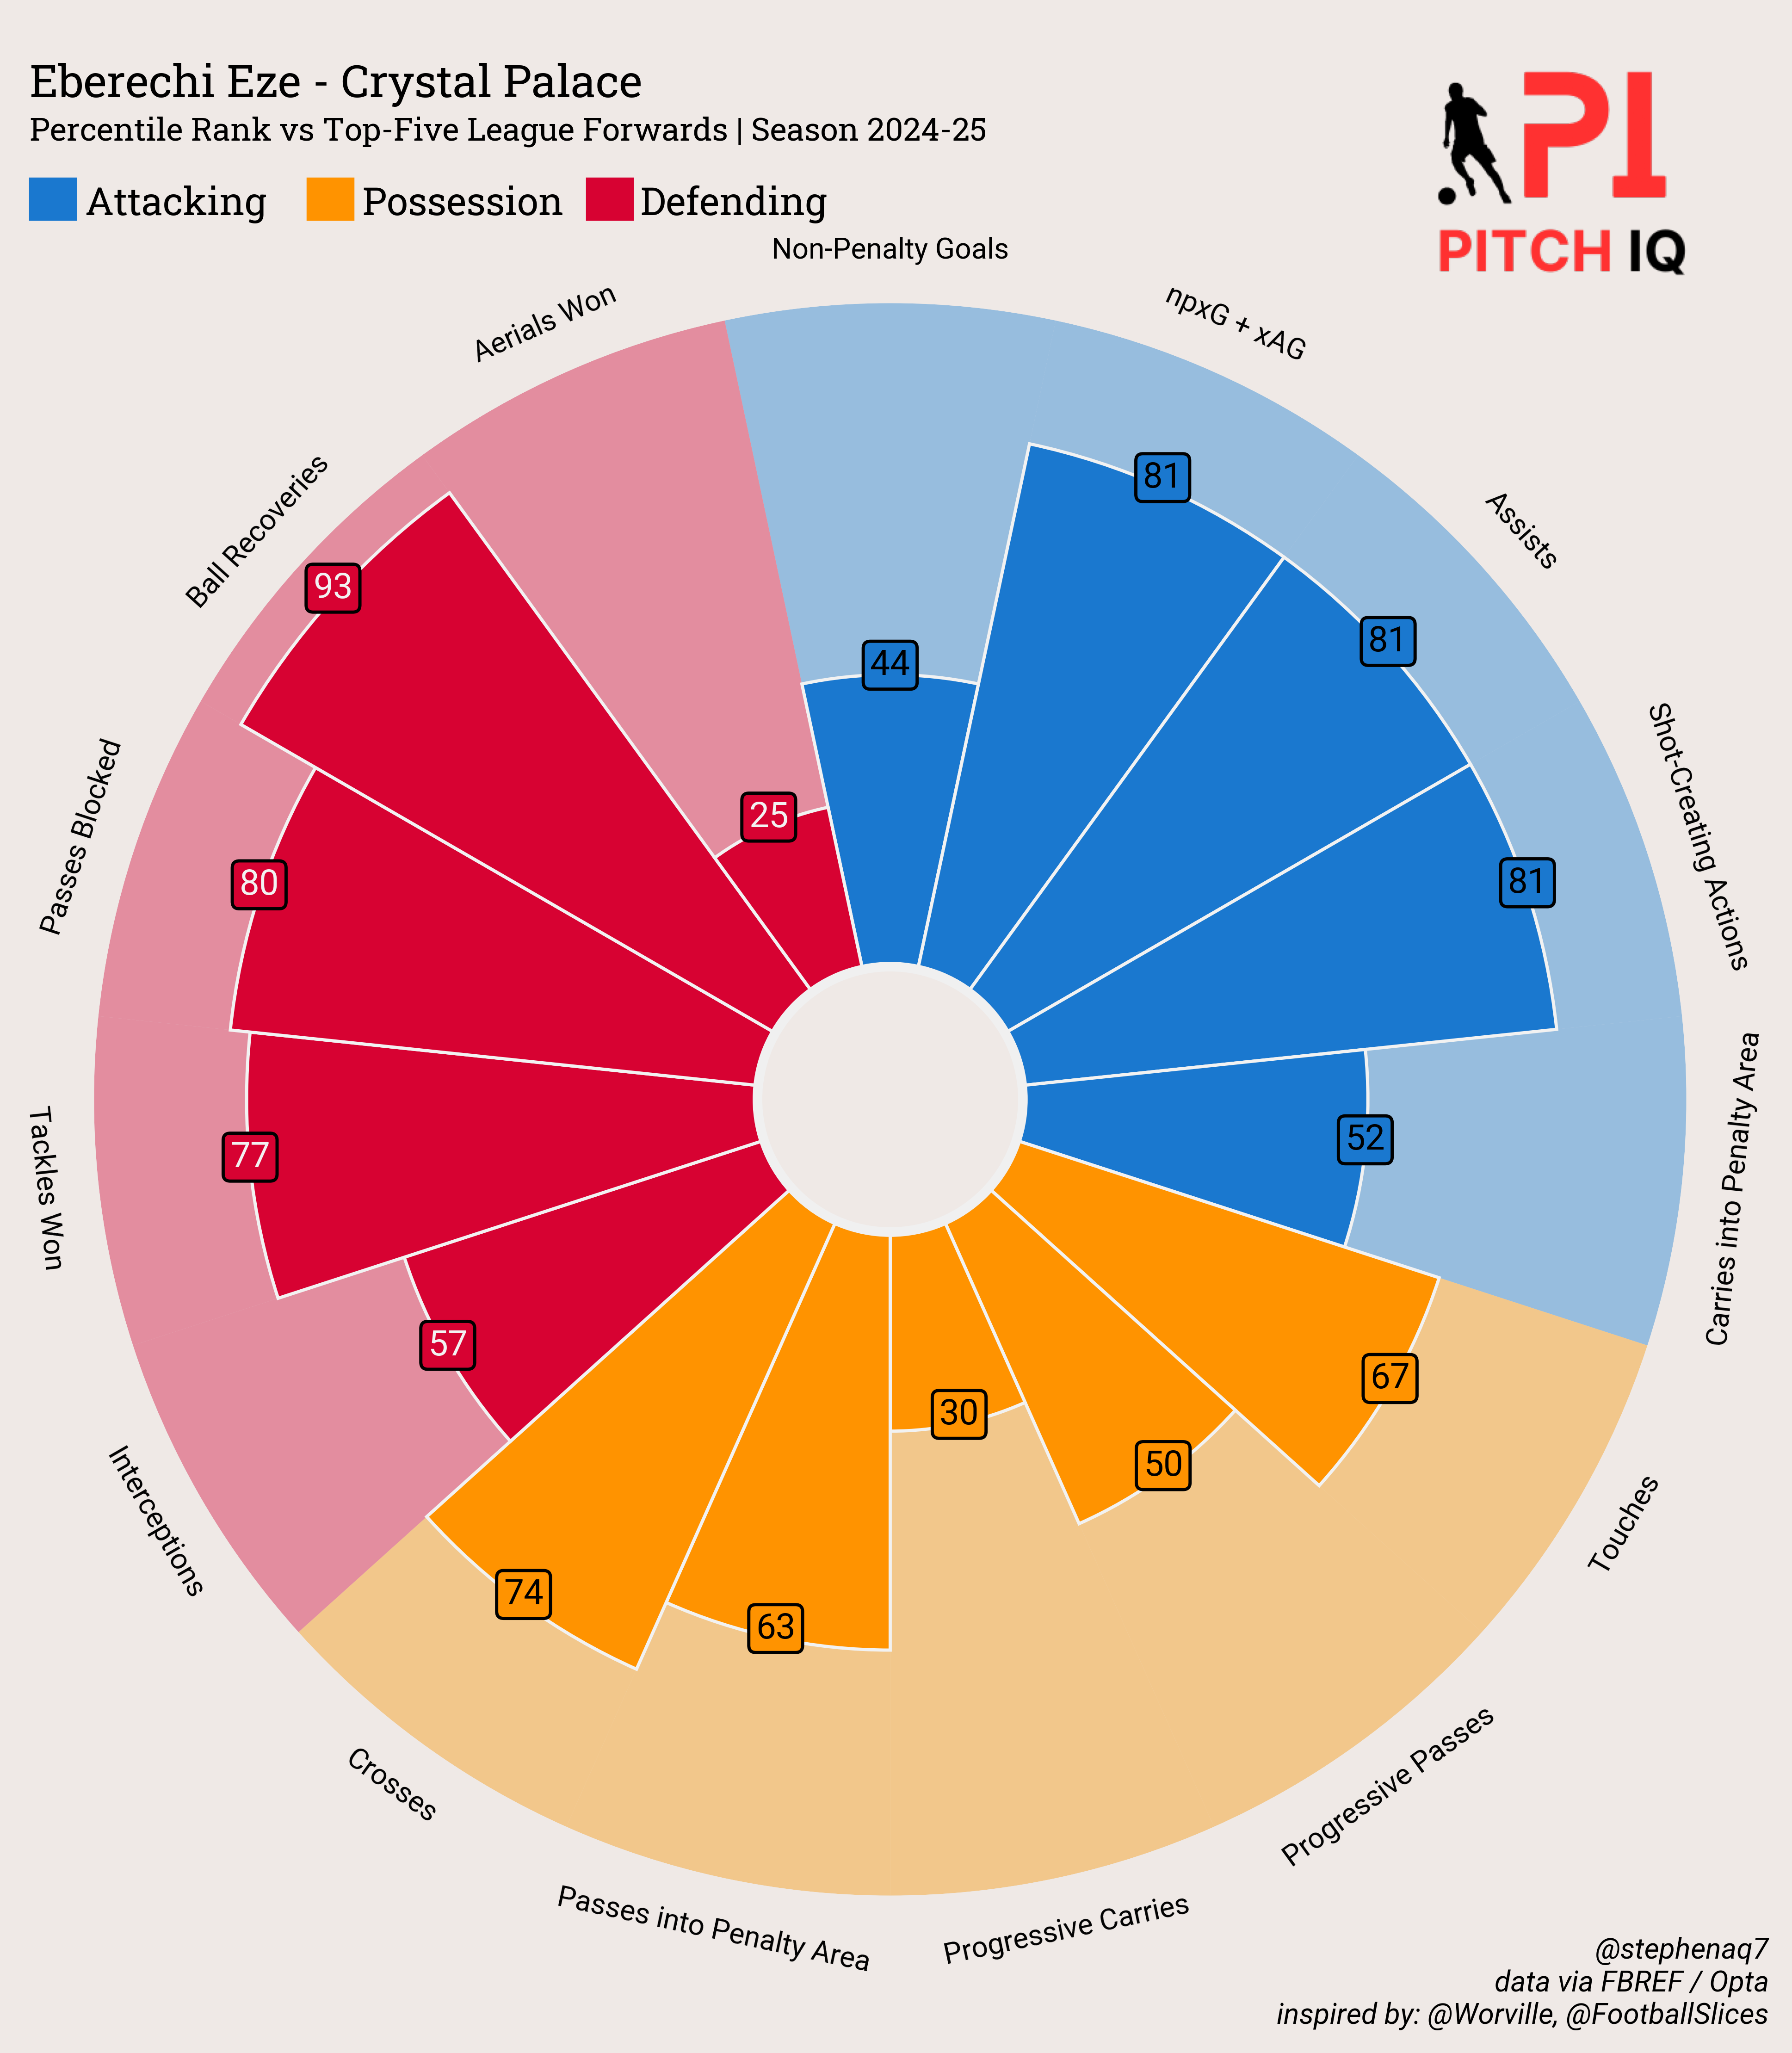 Eberechi Eze - Crystal Palace
Percentile Rank vs Top-Five League Forwards | Season 2024-25
Attacking
Possession
Defending
PI
PITCH IQ
Non-Penalty Goals
44
npxG + xAG
81
Assists
81
Shot-Creating Actions
81
Carries into Penalty Area
52
Touches
67
Progressive Passes
50
Progressive Carries
30
Passes into Penalty Area
63
Crosses
74
Interceptions
57
Tackles Won
77
Passes Blocked
80
Ball Recoveries
93
Aerials Won
25
@stephenaq7
data via FBREF / Opta
inspired by: @Worville, @FootballSlices